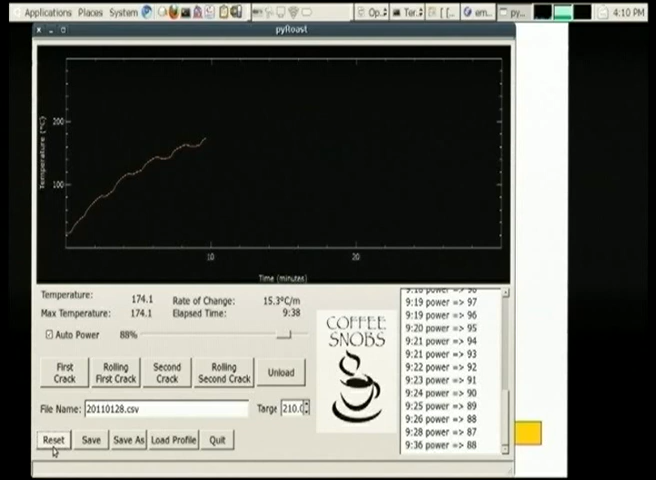 Applications Places System
Op... Ter... [ [... em... py... 4:10 PM
pyRoast
Temperature (°C)
200
100
10
20
Time (minutes)
Temperature: 174.1
Rate of Change: 15.3°C/m
Max Temperature: 174.1
Elapsed Time: 9:38
Auto Power 88%
First Crack
Rolling First Crack
Second Crack
Rolling Second Crack
Unload
COFFEE
SNOBS
File Name: 20110128.csv
Targe 210.0
Reset
Save
Save As
Load Profile
Quit
9:19 power => 97
9:19 power => 96
9:20 power => 95
9:21 power => 94
9:21 power => 93
9:22 power => 92
9:23 power => 91
9:24 power => 90
9:25 power => 89
9:26 power => 88
9:28 power => 87
9:36 power => 88